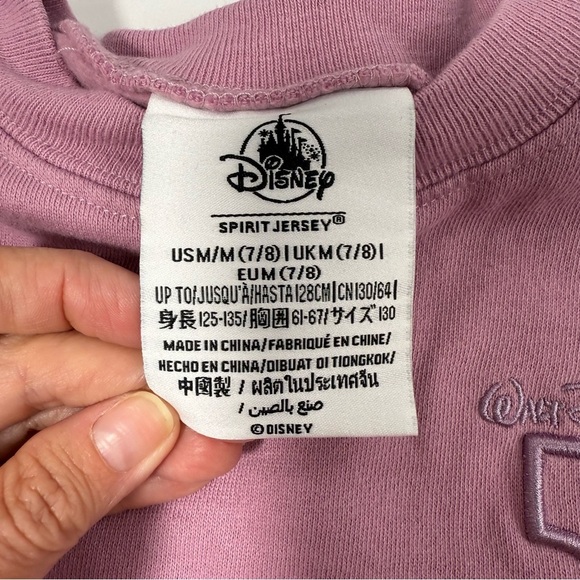 Disney
SPIRIT JERSEY®
US M/M (7/8) | UK M (7/8) |
EU M (7/8)
UP TO/JUSQU'À/HASTA 128CM | CN 130/64 |
身長 125-135/ 胸囲 61-67/ サイズ 130
MADE IN CHINA/FABRIQUÉ EN CHINE/
HECHO EN CHINA/DIBUAT DI TIONGKOK/
中國製 / ผลิตในประเทศจีน
/ صنع بالصين
© DISNEY
WALT